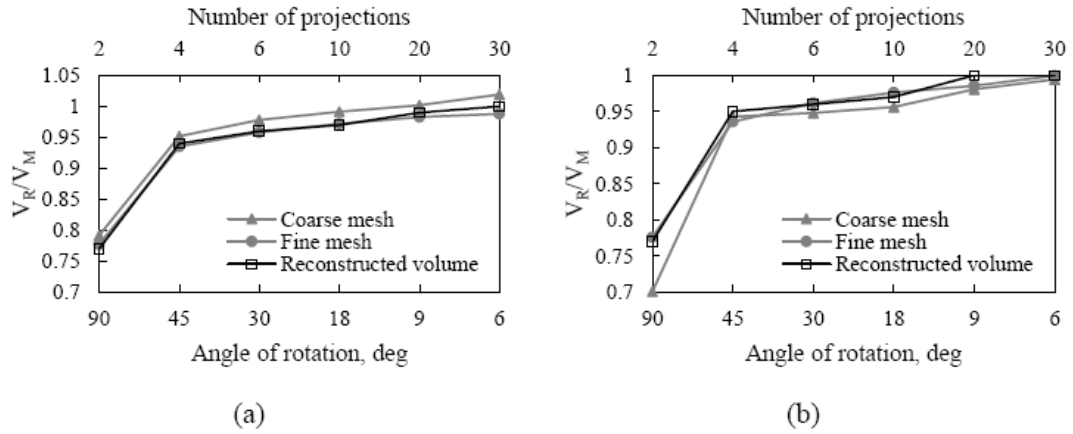 Number of projections
2 4 6 10 20 30
1.05
1
0.95
0.9
0.85
0.8
0.75
0.7
V_R/V_M
Coarse mesh
Fine mesh
Reconstructed volume
90 45 30 18 9 6
Angle of rotation, deg
(a)
Number of projections
2 4 6 10 20 30
1
0.95
0.9
0.85
0.8
0.75
0.7
V_R/V_M
Coarse mesh
Fine mesh
Reconstructed volume
90 45 30 18 9 6
Angle of rotation, deg
(b)